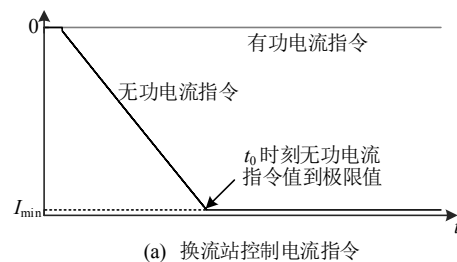 0
有功电流指令
无功电流指令
t₀时刻无功电流
指令值到极限值
Imin
t
(a) 换流站控制电流指令